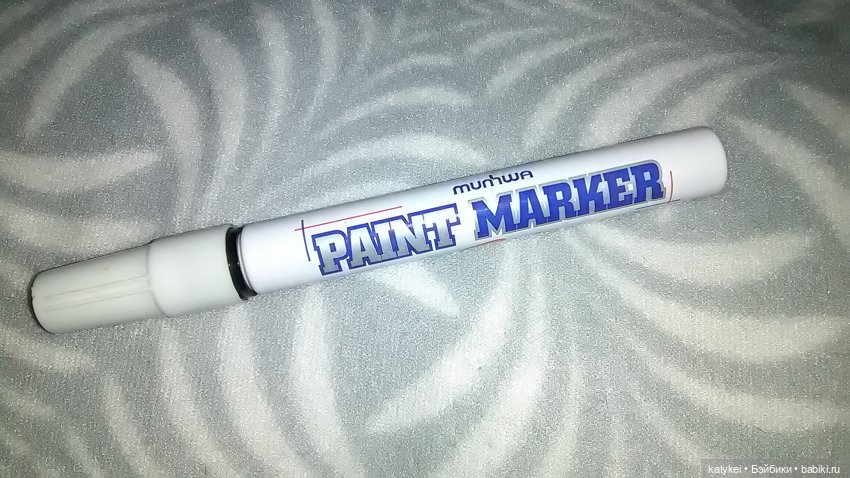 munhwa
PAINT MARKER
katykei • Бэйбики • babiki.ru